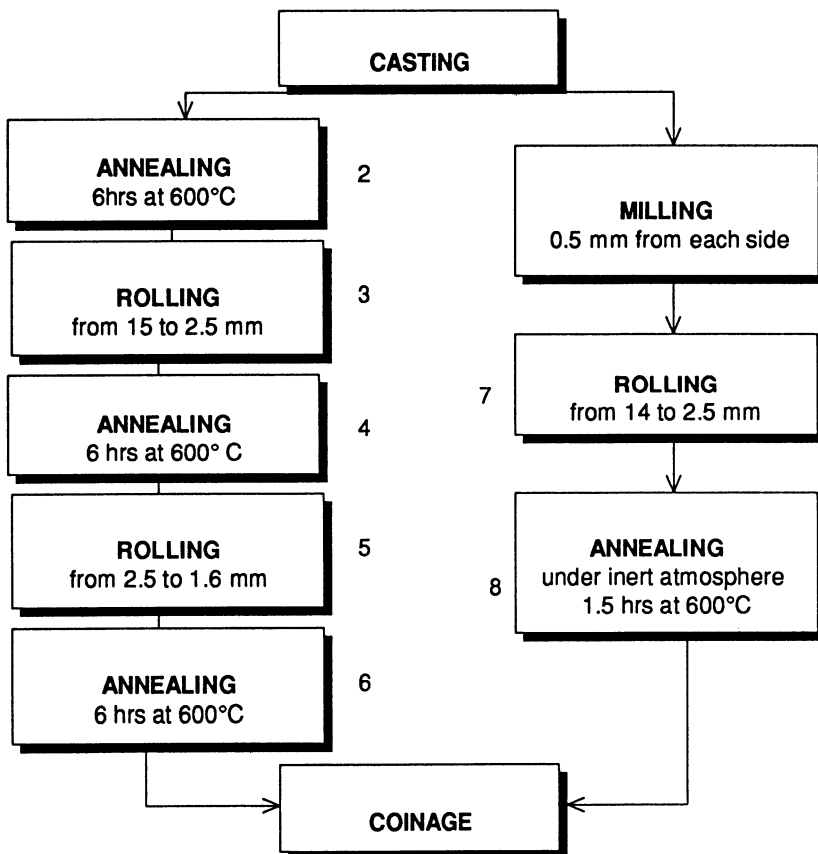 CASTING
ANNEALING
6hrs at 600°C
2
ROLLING
from 15 to 2.5 mm
3
ANNEALING
6 hrs at 600° C
4
ROLLING
from 2.5 to 1.6 mm
5
ANNEALING
6 hrs at 600°C
6
MILLING
0.5 mm from each side
7
ROLLING
from 14 to 2.5 mm
8
ANNEALING
under inert atmosphere
1.5 hrs at 600°C
COINAGE